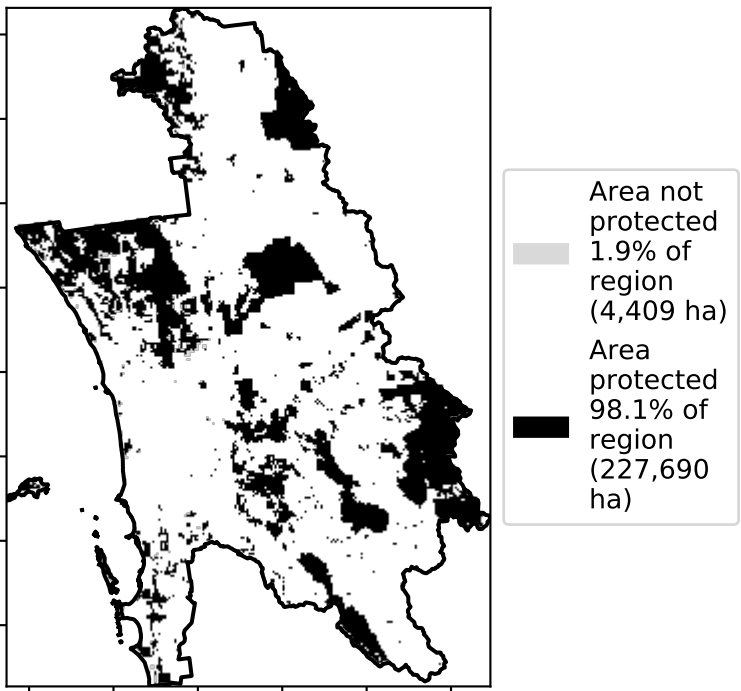 Area not
protected
1.9% of
region
(4,409 ha)
Area
protected
98.1% of
region
(227,690
ha)